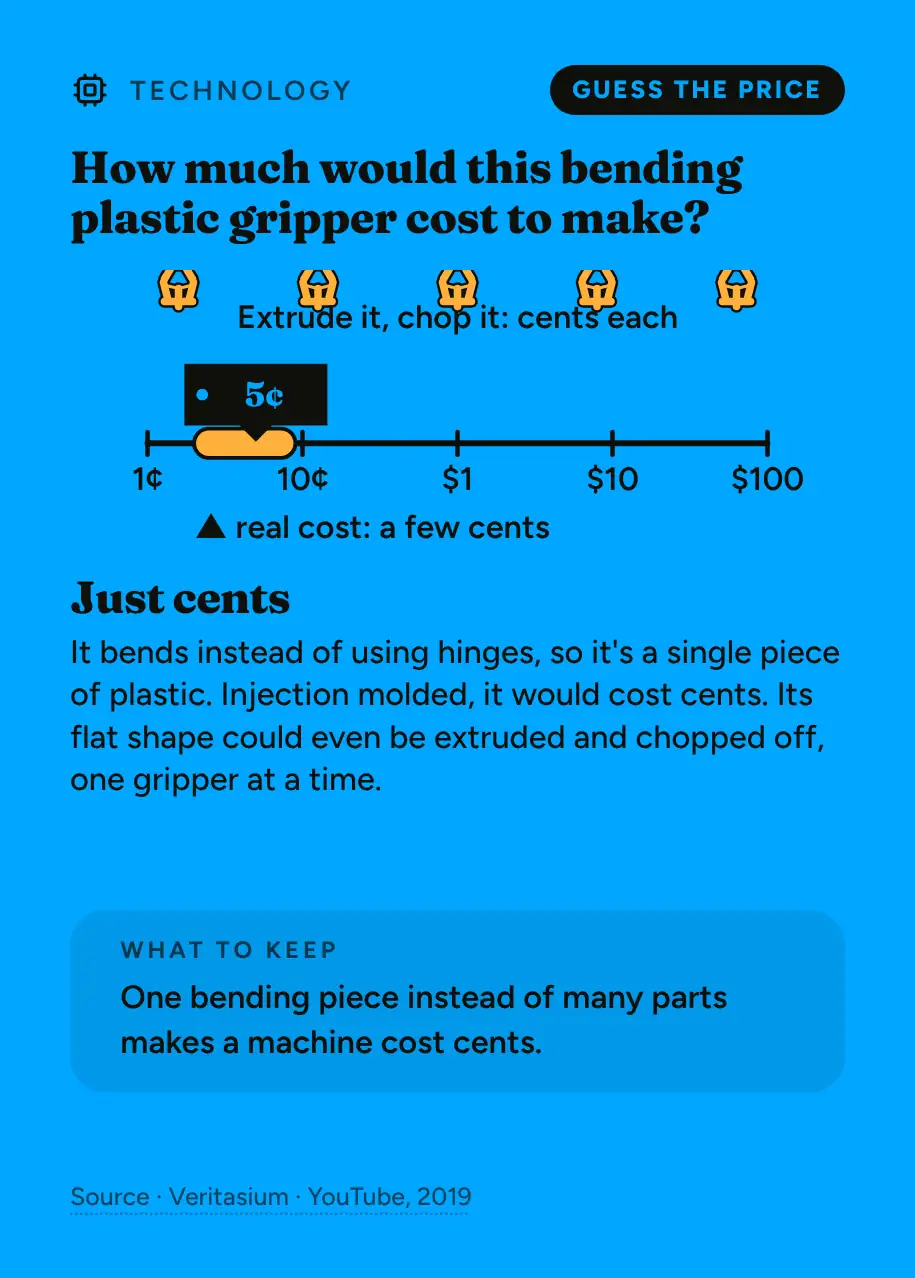 TECHNOLOGY
GUESS THE PRICE
How much would this bending
plastic gripper cost to make?
Extrude it, chop it: cents each
5¢
1¢ 10¢ $1 $10 $100
▲ real cost: a few cents
Just cents
It bends instead of using hinges, so it's a single piece
of plastic. Injection molded, it would cost cents. Its
flat shape could even be extruded and chopped off,
one gripper at a time.
WHAT TO KEEP
One bending piece instead of many parts
makes a machine cost cents.
Source · Veritasium · YouTube, 2019